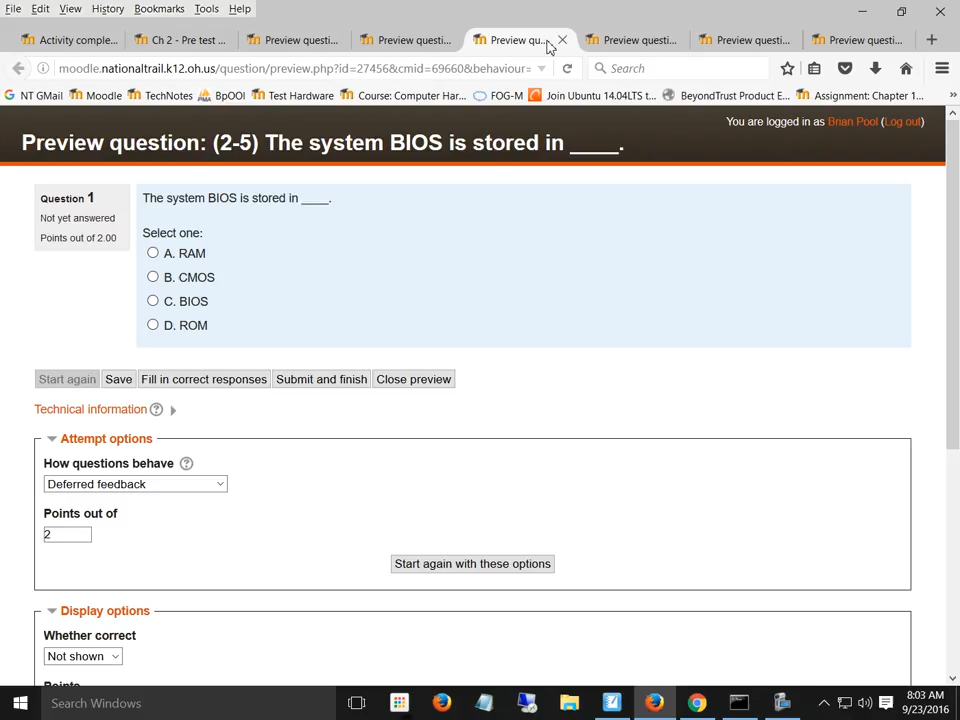 File Edit View History Bookmarks Tools Help
Activity comple... Ch 2 - Pre test ... Preview questi... Preview questi... Preview qu... Preview questi... Preview questi... Preview questi...
moodle.nationaltrail.k12.oh.us/question/preview.php?id=27456&cmid=69660&behaviour= Search
NT GMail Moodle TechNotes BpOOl Test Hardware Course: Computer Har... FOG-M Join Ubuntu 14.04LTS t... BeyondTrust Product E... Assignment: Chapter 1... »
You are logged in as Brian Pool (Log out)
Preview question: (2-5) The system BIOS is stored in ____.
Question 1
Not yet answered
Points out of 2.00
The system BIOS is stored in ____.
Select one:
A. RAM
B. CMOS
C. BIOS
D. ROM
Start again Save Fill in correct responses Submit and finish Close preview
Technical information
Attempt options
How questions behave
Deferred feedback
Points out of
2
Start again with these options
Display options
Whether correct
Not shown
Points
Search Windows
8:03 AM
9/23/2016